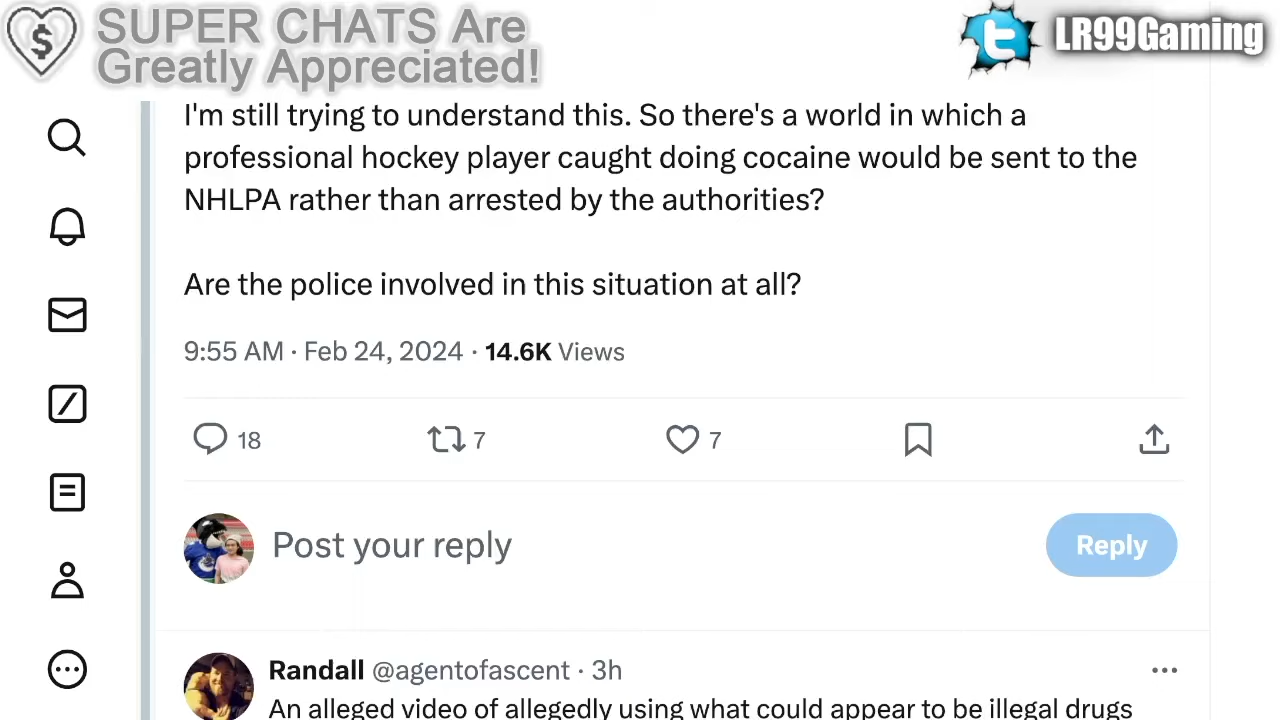 SUPER CHATS Are
Greatly Appreciated!
LR99Gaming
I'm still trying to understand this. So there's a world in which a
professional hockey player caught doing cocaine would be sent to the
NHLPA rather than arrested by the authorities?
Are the police involved in this situation at all?
9:55 AM · Feb 24, 2024 · 14.6K Views
18 7 7
Post your reply
Reply
Randall @agentofascent · 3h
An alleged video of allegedly using what could appear to be illegal drugs